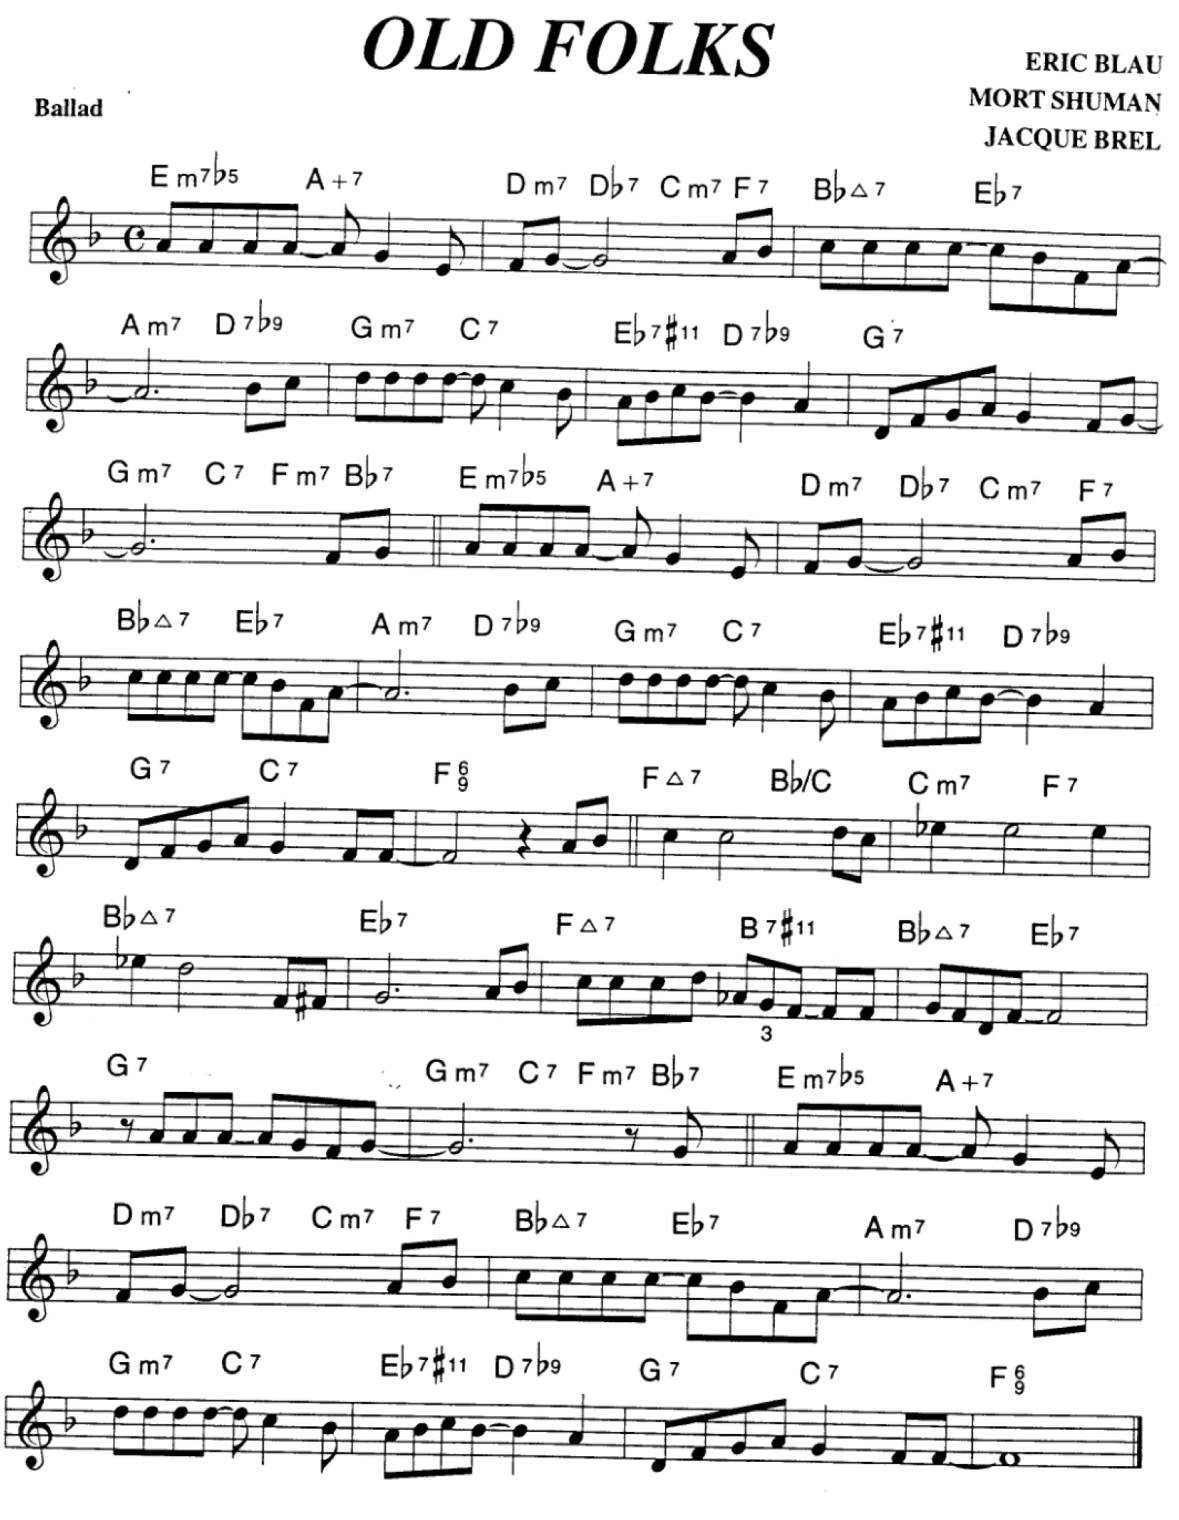 OLD FOLKS
ERIC BLAU
Ballad
MORT SHUMAN
JACQUE BREL
E m7♭5 A +7 D m7 D♭7 C m7 F 7 B♭△7 E♭7
A m7 D 7♭9 G m7 C 7 E♭7♯11 D 7♭9 G 7
G m7 C 7 F m7 B♭7 E m7♭5 A +7 D m7 D♭7 C m7 F 7
B♭△7 E♭7 A m7 D 7♭9 G m7 C 7 E♭7♯11 D 7♭9
G 7 C 7 F 6/9 F △7 B♭/C C m7 F 7
B♭△7 E♭7 F △7 B 7♯11 B♭△7 E♭7
3
G 7 G m7 C 7 F m7 B♭7 E m7♭5 A +7
D m7 D♭7 C m7 F 7 B♭△7 E♭7 A m7 D 7♭9
G m7 C 7 E♭7♯11 D 7♭9 G 7 C 7 F 6/9